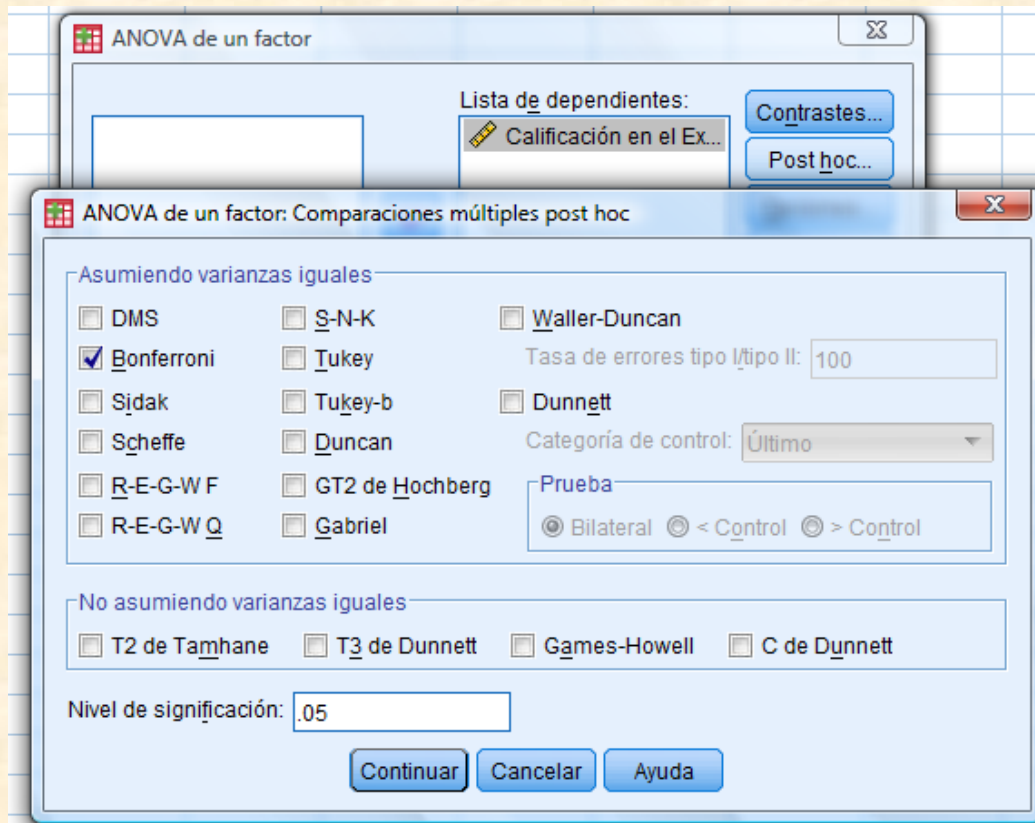 ANOVA de un factor
Lista de dependientes:
Calificación en el Ex...
Contrastes...
Post hoc...
ANOVA de un factor: Comparaciones múltiples post hoc
Asumiendo varianzas iguales
DMS S-N-K Waller-Duncan
Bonferroni Tukey Tasa de errores tipo I/tipo II: 100
Sidak Tukey-b Dunnett
Scheffe Duncan Categoría de control: Último
R-E-G-W F GT2 de Hochberg Prueba
R-E-G-W Q Gabriel Bilateral < Control > Control
No asumiendo varianzas iguales
T2 de Tamhane T3 de Dunnett Games-Howell C de Dunnett
Nivel de significación: .05
Continuar Cancelar Ayuda